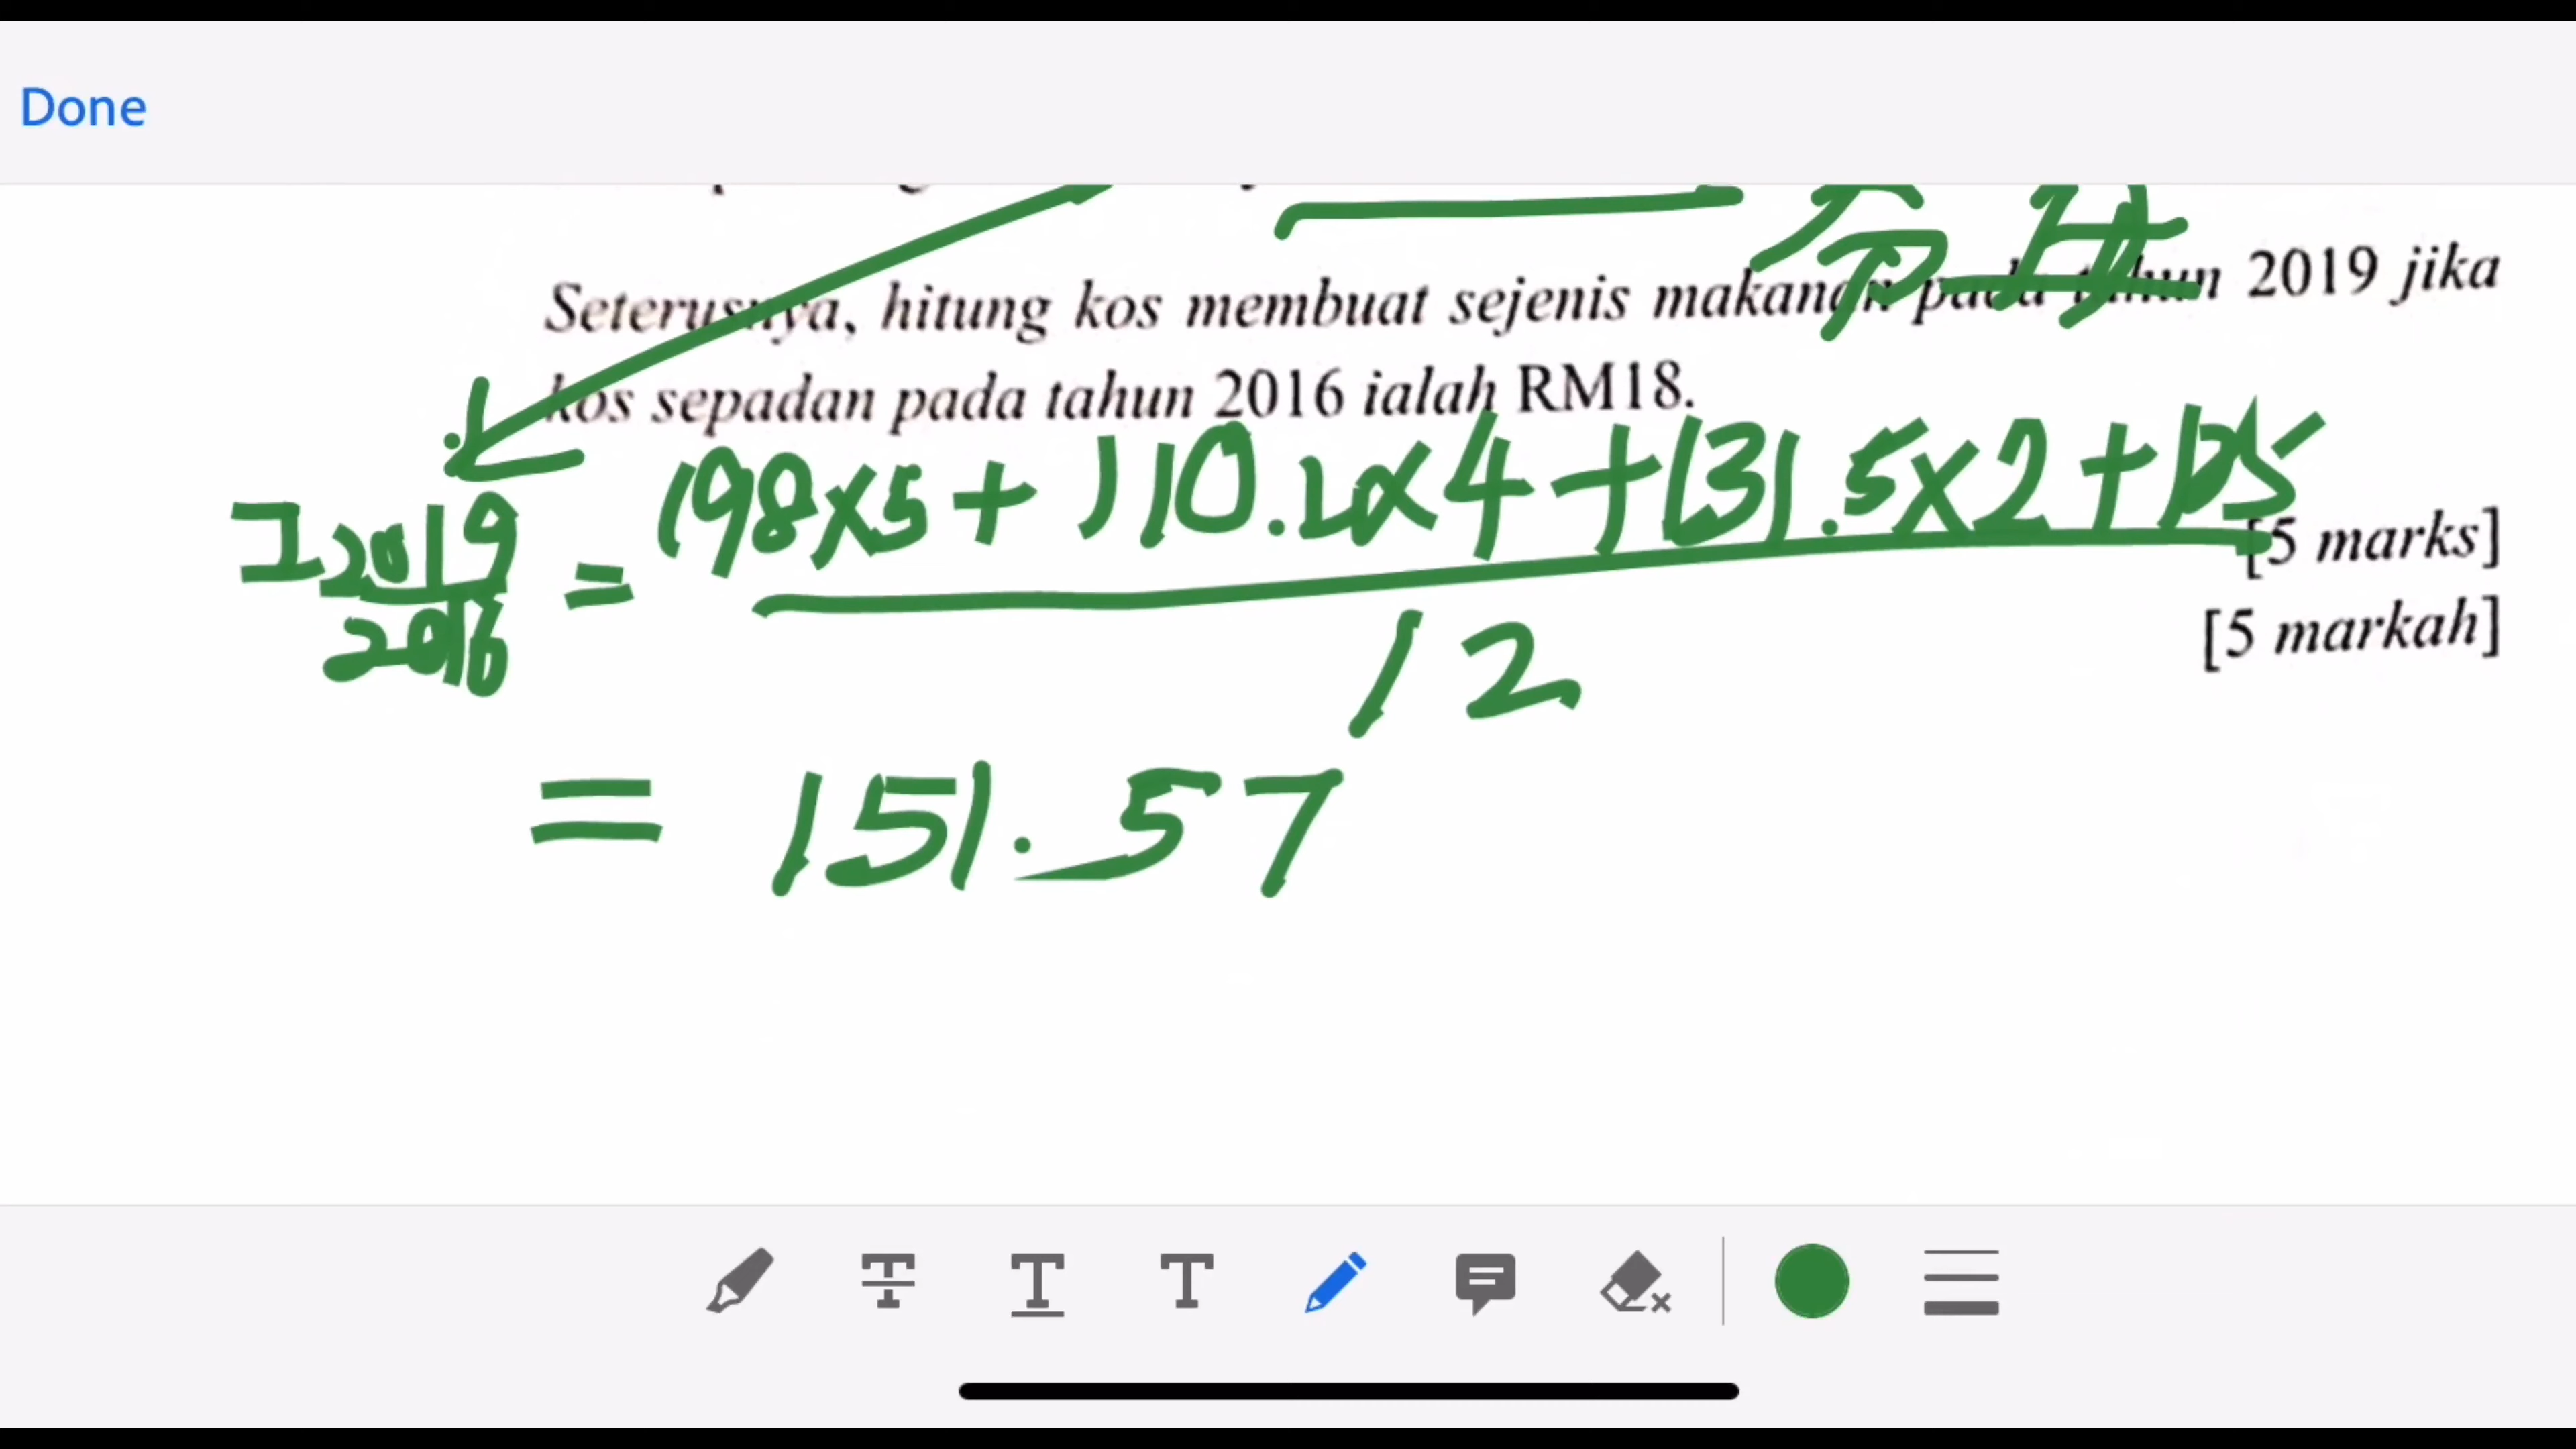 Done
Seterusnya, hitung kos membuat sejenis makanan pada tahun 2019 jika
kos sepadan pada tahun 2016 ialah RM18.
I 2019/2016 = 198x5 + 110.2x4 + 131.5x2 + 125
[5 marks]
12
[5 markah]
= 151.57